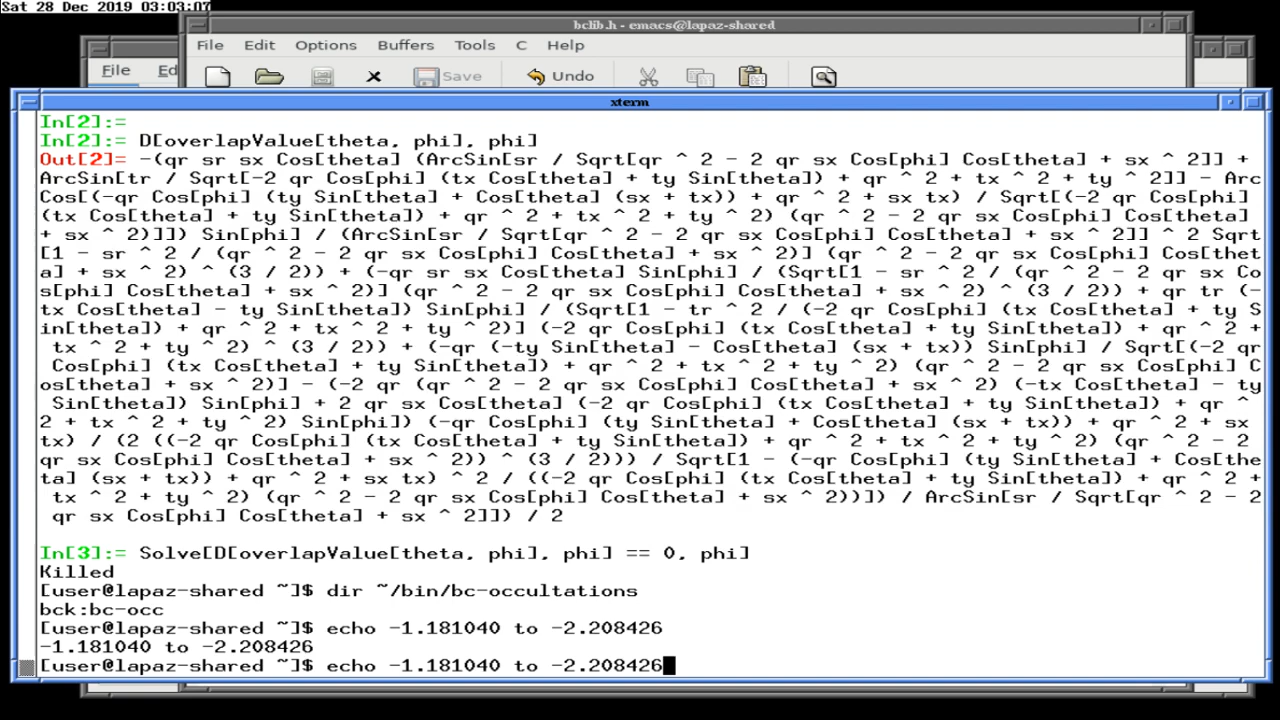 Sat 28 Dec 2019 03:03:07
bclib.h - emacs@lapaz-shared
File Edit Options Buffers Tools C Help
File Ed
Save Undo
xterm
In[2]:=
In[2]:= D[overlapValue[theta, phi], phi]
Out[2]= -(qr sr sx Cos[theta] (ArcSin[sr / Sqrt[qr ^ 2 - 2 qr sx Cos[phi] Cos[theta] + sx ^ 2]] +
ArcSin[tr / Sqrt[-2 qr Cos[phi] (tx Cos[theta] + ty Sin[theta]) + qr ^ 2 + tx ^ 2 + ty ^ 2]] - Arc
Cos[(-qr Cos[phi] (ty Sin[theta] + Cos[theta] (sx + tx)) + qr ^ 2 + sx tx) / Sqrt[(-2 qr Cos[phi]
(tx Cos[theta] + ty Sin[theta]) + qr ^ 2 + tx ^ 2 + ty ^ 2) (qr ^ 2 - 2 qr sx Cos[phi] Cos[theta]
+ sx ^ 2)]]) Sin[phi] / (ArcSin[sr / Sqrt[qr ^ 2 - 2 qr sx Cos[phi] Cos[theta] + sx ^ 2]] ^ 2 Sqrt
[1 - sr ^ 2 / (qr ^ 2 - 2 qr sx Cos[phi] Cos[theta] + sx ^ 2)] (qr ^ 2 - 2 qr sx Cos[phi] Cos[thet
a] + sx ^ 2) ^ (3 / 2)) + (-qr sr sx Cos[theta] Sin[phi] / (Sqrt[1 - sr ^ 2 / (qr ^ 2 - 2 qr sx Co
s[phi] Cos[theta] + sx ^ 2)] (qr ^ 2 - 2 qr sx Cos[phi] Cos[theta] + sx ^ 2) ^ (3 / 2)) + qr tr (-
tx Cos[theta] - ty Sin[theta]) Sin[phi] / (Sqrt[1 - tr ^ 2 / (-2 qr Cos[phi] (tx Cos[theta] + ty S
in[theta]) + qr ^ 2 + tx ^ 2 + ty ^ 2)] (-2 qr Cos[phi] (tx Cos[theta] + ty Sin[theta]) + qr ^ 2 +
tx ^ 2 + ty ^ 2) ^ (3 / 2)) + (-qr (-ty Sin[theta] - Cos[theta] (sx + tx)) Sin[phi] / Sqrt[(-2 qr
Cos[phi] (tx Cos[theta] + ty Sin[theta]) + qr ^ 2 + tx ^ 2 + ty ^ 2) (qr ^ 2 - 2 qr sx Cos[phi] C
os[theta] + sx ^ 2)] - (-2 qr (qr ^ 2 - 2 qr sx Cos[phi] Cos[theta] + sx ^ 2) (-tx Cos[theta] - ty
Sin[theta]) Sin[phi] + 2 qr sx Cos[theta] (-2 qr Cos[phi] (tx Cos[theta] + ty Sin[theta]) + qr ^
2 + tx ^ 2 + ty ^ 2) Sin[phi]) (-qr Cos[phi] (ty Sin[theta] + Cos[theta] (sx + tx)) + qr ^ 2 + sx
tx) / (2 ((-2 qr Cos[phi] (tx Cos[theta] + ty Sin[theta]) + qr ^ 2 + tx ^ 2 + ty ^ 2) (qr ^ 2 - 2
qr sx Cos[phi] Cos[theta] + sx ^ 2)) ^ (3 / 2))) / Sqrt[1 - (-qr Cos[phi] (ty Sin[theta] + Cos[the
ta] (sx + tx)) + qr ^ 2 + sx tx) ^ 2 / ((-2 qr Cos[phi] (tx Cos[theta] + ty Sin[theta]) + qr ^ 2 +
tx ^ 2 + ty ^ 2) (qr ^ 2 - 2 qr sx Cos[phi] Cos[theta] + sx ^ 2))]) / ArcSin[sr / Sqrt[qr ^ 2 - 2
qr sx Cos[phi] Cos[theta] + sx ^ 2]]) / 2
In[3]:= Solve[D[overlapValue[theta, phi], phi] == 0, phi]
Killed
[user@lapaz-shared ~]$ dir ~/bin/bc-occultations
bck:bc-occ
[user@lapaz-shared ~]$ echo -1.181040 to -2.208426
-1.181040 to -2.208426
[user@lapaz-shared ~]$ echo -1.181040 to -2.208426